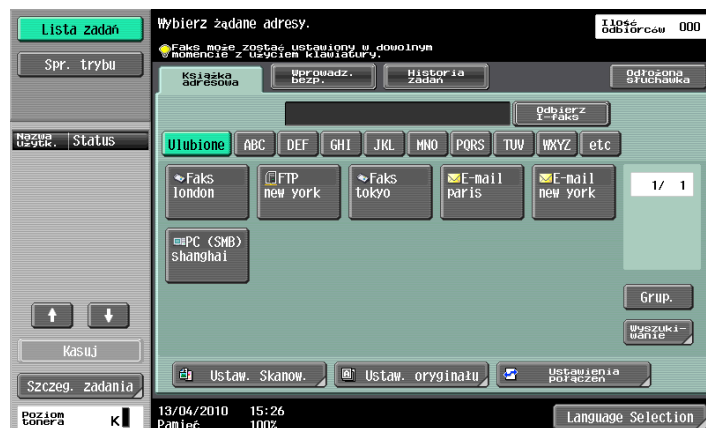 Lista zadań
Wybierz żądane adresy.
Ilość
odbiorców 000
Faks może zostać ustawiony w dowolnym
momencie z użyciem klawiatury.
Spr. trybu
Książka
adresowa
Wprowadz.
bezp.
Historia
zadań
Odłożona
słuchawka
Odbierz
I-faks
Nazwa
użytk.
Status
Ulubione
ABC
DEF
GHI
JKL
MNO
PQRS
TUV
WXYZ
etc
Faks
london
FTP
new york
Faks
tokyo
E-mail
paris
E-mail
new york
1/ 1
PC (SMB)
shanghai
Grup.
Wyszuki-
wanie
Kasuj
Szczeg. zadania
Ustaw. Skanow.
Ustaw. oryginału
Ustawienia
połączeń
Poziom
tonera
K
13/04/2010 15:26
Pamięć 100%
Language Selection